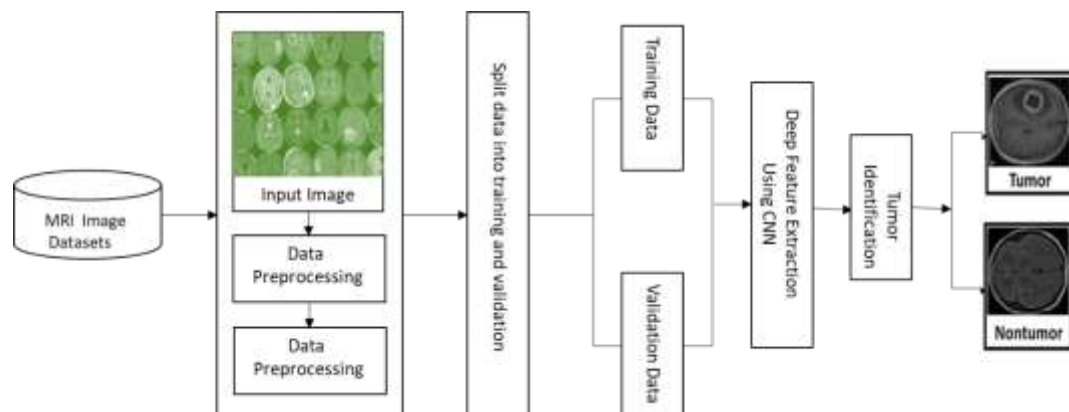 MRI Image
Datasets
Input Image
Data
Preprocessing
Data
Preprocessing
Split data into training and validation
Training Data
Validation Data
Deep Feature Extraction
Using CNN
Tumor
Identification
Tumor
Nontumor